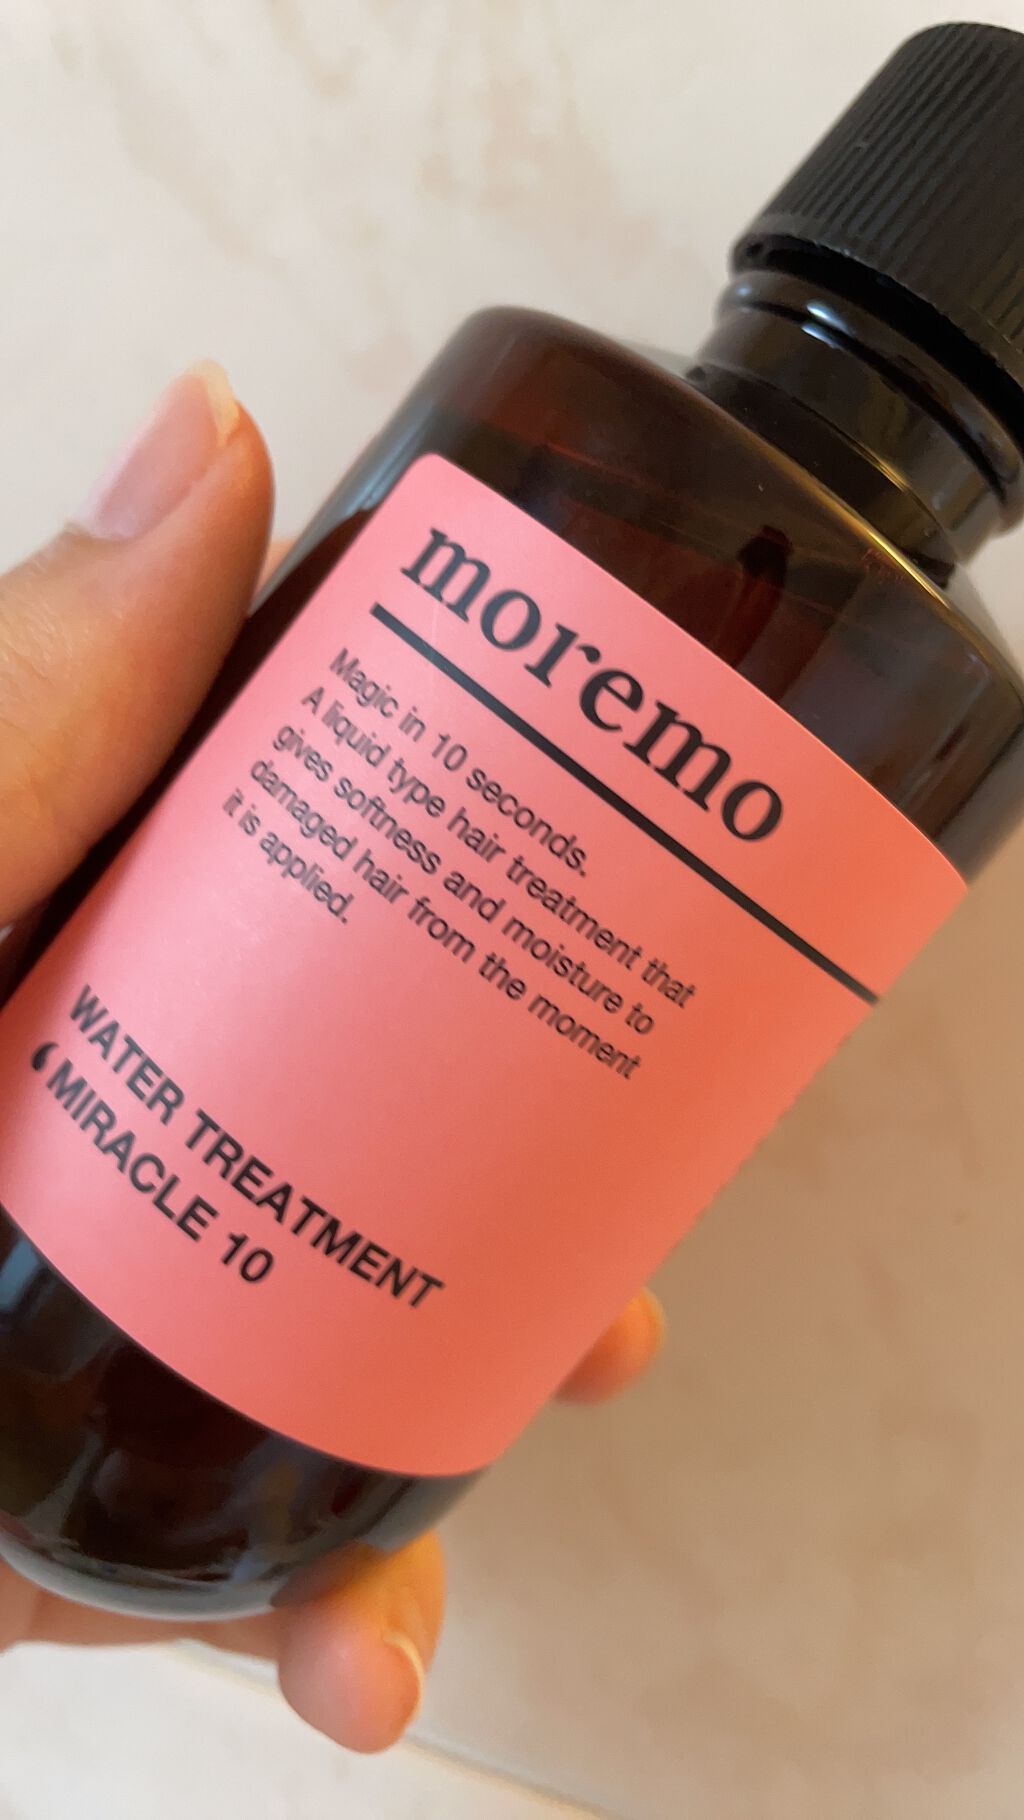 moremo
Magic in 10 seconds.
A liquid type hair treatment that
gives softness and moisture to
damaged hair from the moment
it is applied.
WATER TREATMENT
‘MIRACLE 10